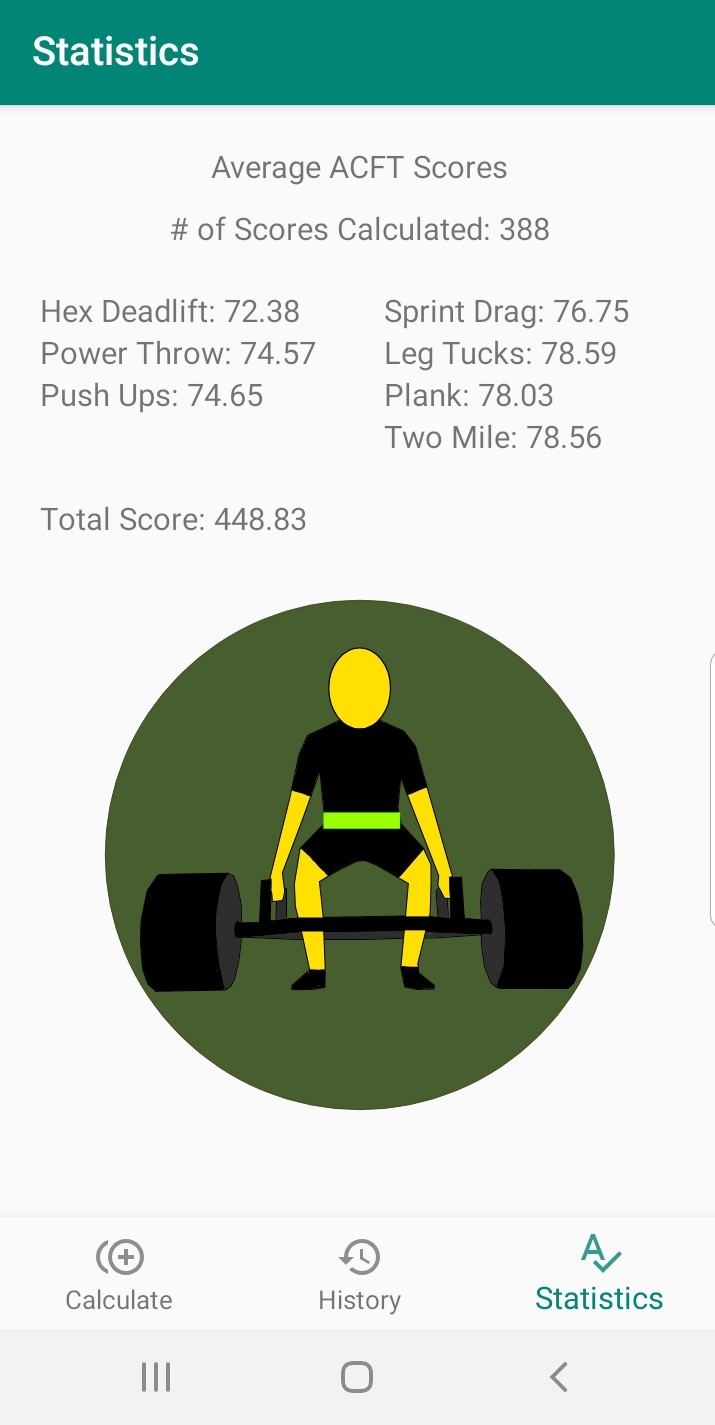 Statistics
Average ACFT Scores
# of Scores Calculated: 388
Hex Deadlift: 72.38
Power Throw: 74.57
Push Ups: 74.65
Sprint Drag: 76.75
Leg Tucks: 78.59
Plank: 78.03
Two Mile: 78.56
Total Score: 448.83
Calculate
History
Statistics